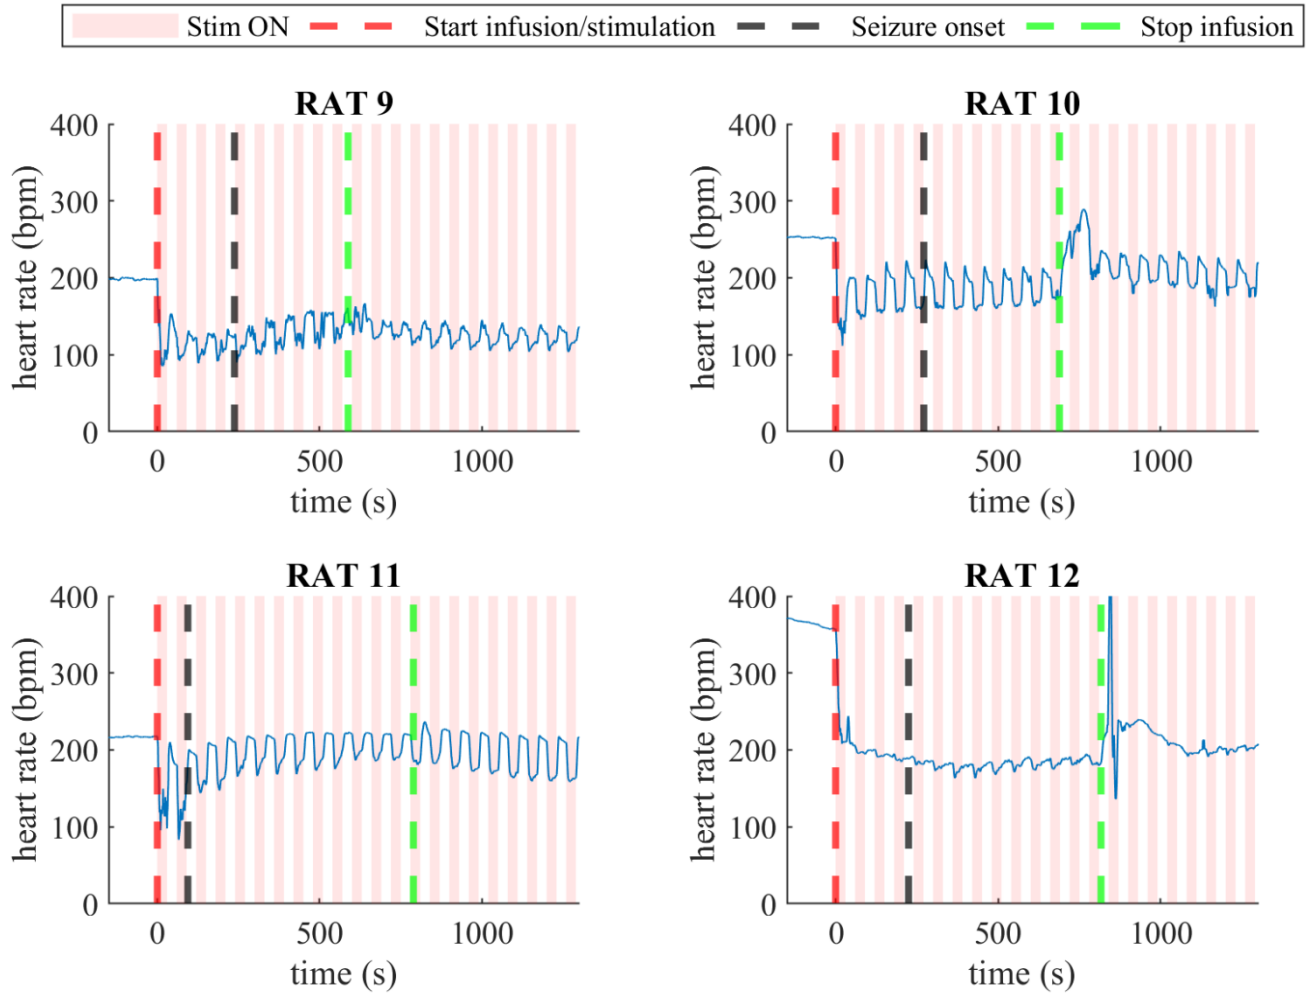 Stim ON Start infusion/stimulation Seizure onset Stop infusion
RAT 9
400
300
200
100
0
heart rate (bpm)
0 500 1000
time (s)
RAT 10
400
300
200
100
0
heart rate (bpm)
0 500 1000
time (s)
RAT 11
400
300
200
100
0
heart rate (bpm)
0 500 1000
time (s)
RAT 12
400
300
200
100
0
heart rate (bpm)
0 500 1000
time (s)